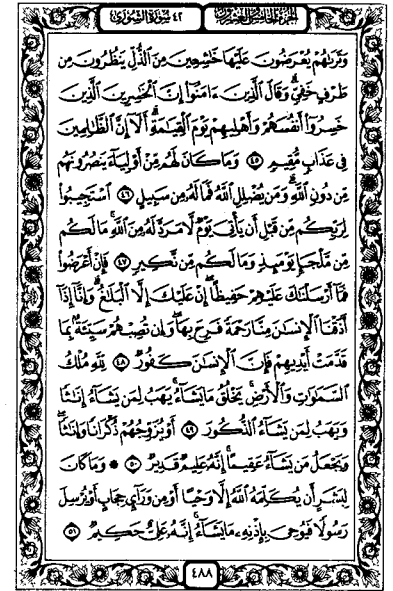 الجزء الخامس والعشرون
٤٢ سورة الشورى
وَتَرَىٰهُمْ يُعْرَضُونَ عَلَيْهَا خَٰشِعِينَ مِنَ ٱلذُّلِّ يَنظُرُونَ مِن
طَرْفٍ خَفِيٍّ وَقَالَ ٱلَّذِينَ ءَامَنُوٓا۟ إِنَّ ٱلْخَٰسِرِينَ ٱلَّذِينَ
خَسِرُوٓا۟ أَنفُسَهُمْ وَأَهْلِيهِمْ يَوْمَ ٱلْقِيَٰمَةِ أَلَآ إِنَّ ٱلظَّٰلِمِينَ
فِى عَذَابٍ مُّقِيمٍ ٤٥ وَمَا كَانَ لَهُم مِّنْ أَوْلِيَآءَ يَنصُرُونَهُم
مِّن دُونِ ٱللَّهِ وَمَن يُضْلِلِ ٱللَّهُ فَمَا لَهُۥ مِن سَبِيلٍ ٤٦ ٱسْتَجِيبُوا۟
لِرَبِّكُم مِّن قَبْلِ أَن يَأْتِىَ يَوْمٌ لَّا مَرَدَّ لَهُۥ مِنَ ٱللَّهِ مَا لَكُم
مِّن مَّلْجَإٍ يَوْمَئِذٍ وَمَا لَكُم مِّن نَّكِيرٍ ٤٧ فَإِنْ أَعْرَضُوا۟
فَمَآ أَرْسَلْنَٰكَ عَلَيْهِمْ حَفِيظًا إِنْ عَلَيْكَ إِلَّا ٱلْبَلَٰغُ وَإِنَّآ إِذَآ
أَذَقْنَا ٱلْإِنسَٰنَ مِنَّا رَحْمَةً فَرِحَ بِهَا وَإِن تُصِبْهُمْ سَيِّئَةٌۢ بِمَا
قَدَّمَتْ أَيْدِيهِمْ فَإِنَّ ٱلْإِنسَٰنَ كَفُورٌ ٤٨ لِّلَّهِ مُلْكُ
ٱلسَّمَٰوَٰتِ وَٱلْأَرْضِ يَخْلُقُ مَا يَشَآءُ يَهَبُ لِمَن يَشَآءُ إِنَٰثًا
وَيَهَبُ لِمَن يَشَآءُ ٱلذُّكُورَ ٤٩ أَوْ يُزَوِّجُهُمْ ذُكْرَانًا وَإِنَٰثًا
وَيَجْعَلُ مَن يَشَآءُ عَقِيمًا إِنَّهُۥ عَلِيمٌ قَدِيرٌ ٥٠ ۞ وَمَا كَانَ
لِبَشَرٍ أَن يُكَلِّمَهُ ٱللَّهُ إِلَّا وَحْيًا أَوْ مِن وَرَآئِ حِجَابٍ أَوْ يُرْسِلَ
رَسُولًا فَيُوحِىَ بِإِذْنِهِۦ مَا يَشَآءُ إِنَّهُۥ عَلِىٌّ حَكِيمٌ ٥١
٤٨٨